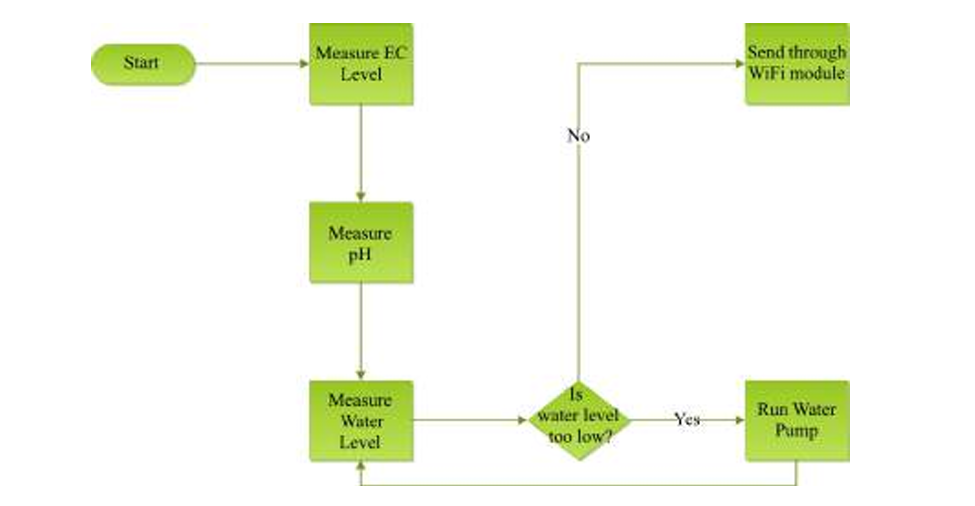 Start
Measure EC
Level
Send through
WiFi module
No
Measure
pH
Measure
Water
Level
Is
water level
too low?
Yes
Run Water
Pump